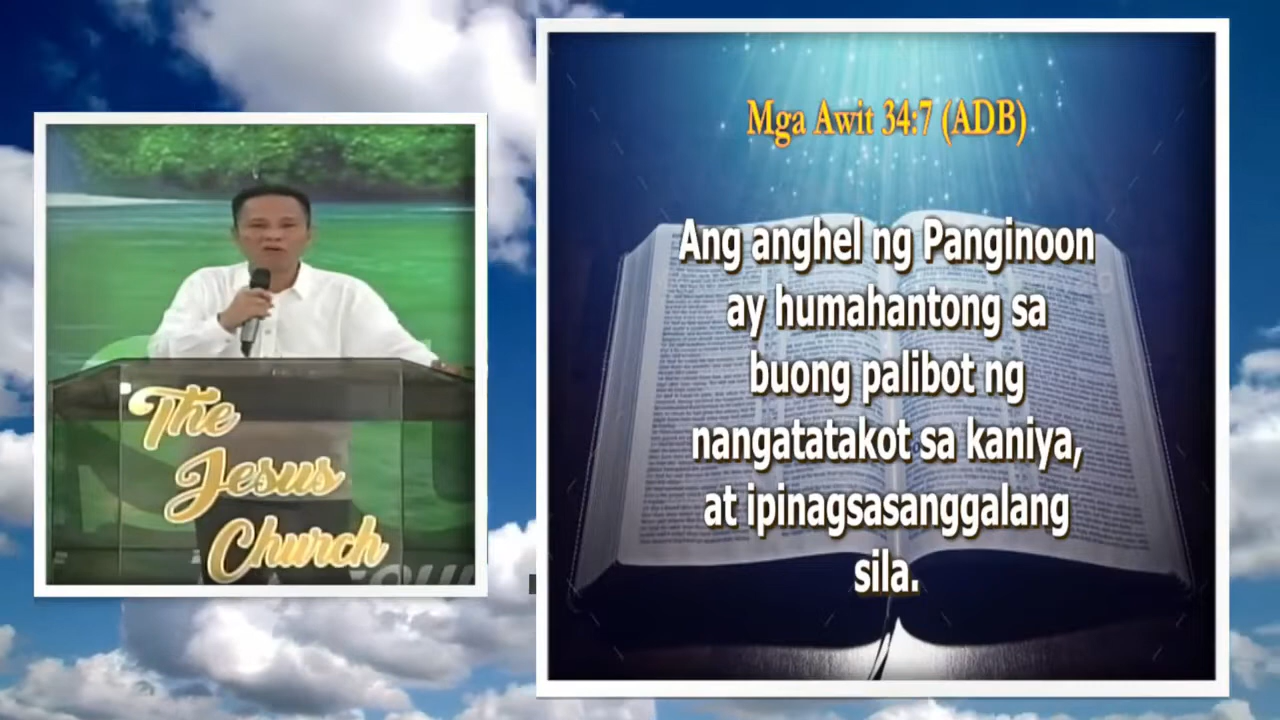 Mga Awit 34:7 (ADB)
Ang anghel ng Panginoon
ay humahantong sa
buong palibot ng
nangatatakot sa kaniya,
at ipinagsasanggalang
sila.
The
Jesus
Church